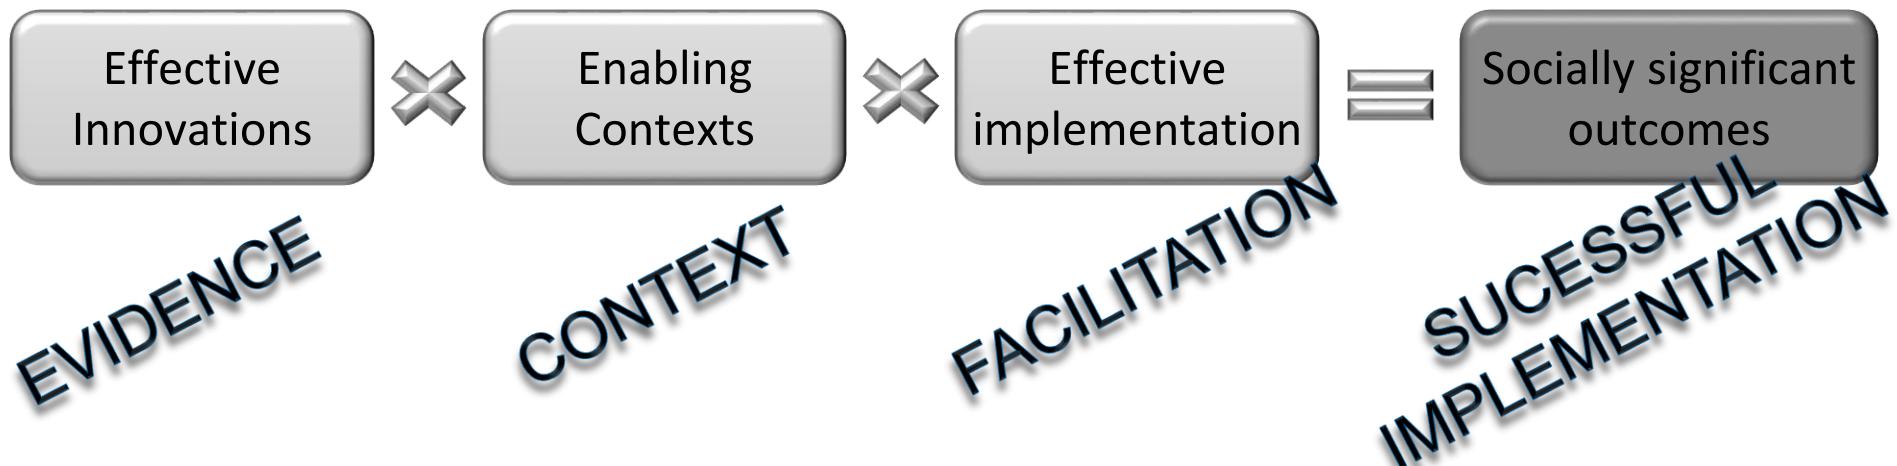 Effective
Innovations
Enabling
Contexts
Effective
implementation
Socially significant
outcomes
EVIDENCE
CONTEXT
FACILITATION
SUCESSFUL
IMPLEMENTATION